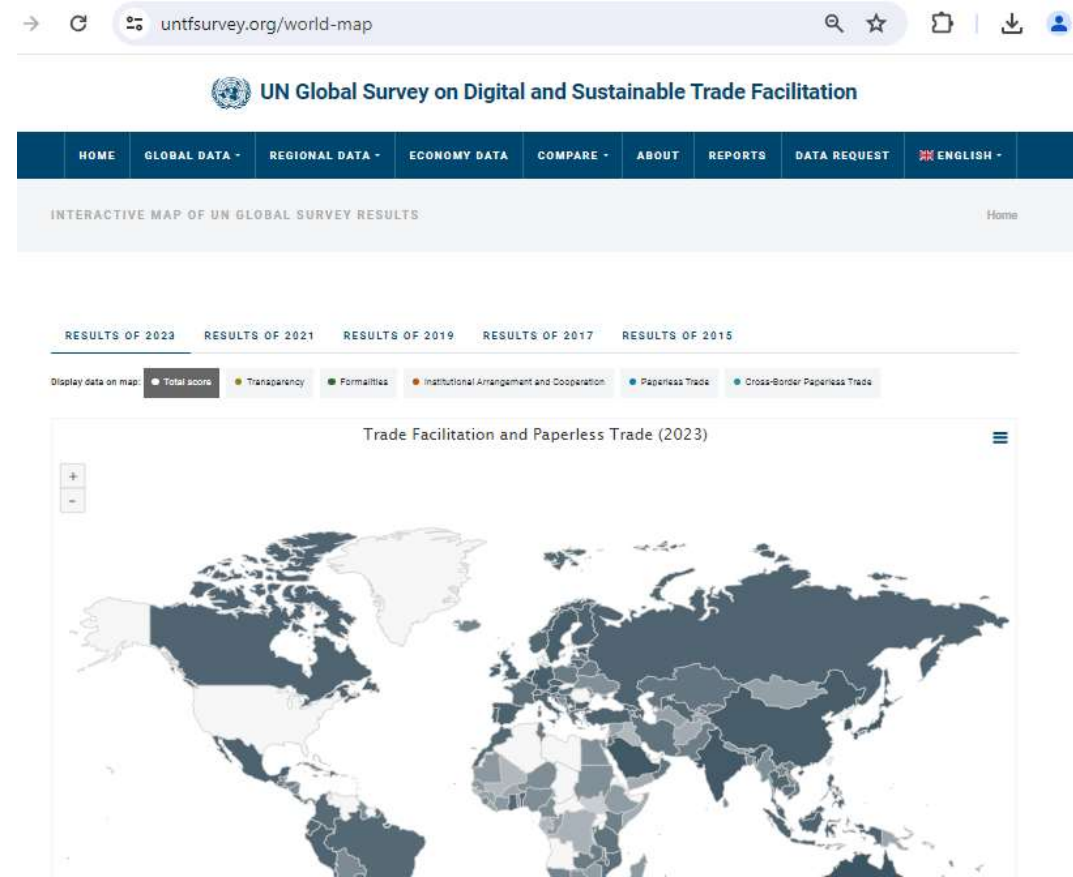 untfsurvey.org/world-map
UN Global Survey on Digital and Sustainable Trade Facilitation
HOME GLOBAL DATA - REGIONAL DATA - ECONOMY DATA COMPARE - ABOUT REPORTS DATA REQUEST ENGLISH -
INTERACTIVE MAP OF UN GLOBAL SURVEY RESULTS Home
RESULTS OF 2023 RESULTS OF 2021 RESULTS OF 2019 RESULTS OF 2017 RESULTS OF 2015
Display data on map: Total score Transparency Formalities Institutional Arrangement and Cooperation Paperless Trade Cross-Border Paperless Trade
Trade Facilitation and Paperless Trade (2023)
+
-